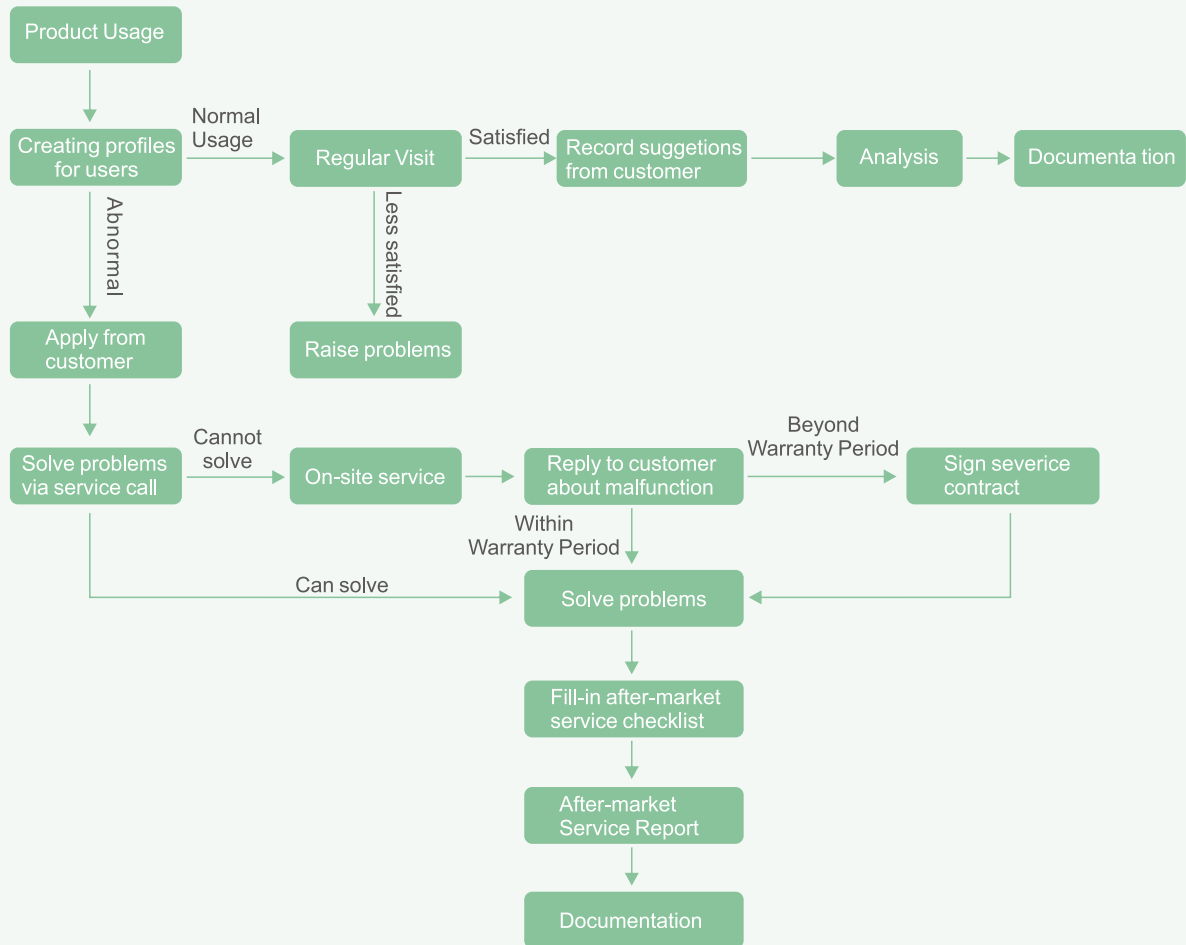 Product Usage
Creating profiles
for users
Normal
Usage
Regular Visit
Satisfied
Record suggetions
from customer
Analysis
Documenta tion
Abnormal
Less satisfied
Apply from
customer
Raise problems
Solve problems
via service call
Cannot
solve
On-site service
Reply to customer
about malfunction
Beyond
Warranty Period
Sign severice
contract
Within
Warranty Period
Can solve
Solve problems
Fill-in after-market
service checklist
After-market
Service Report
Documentation